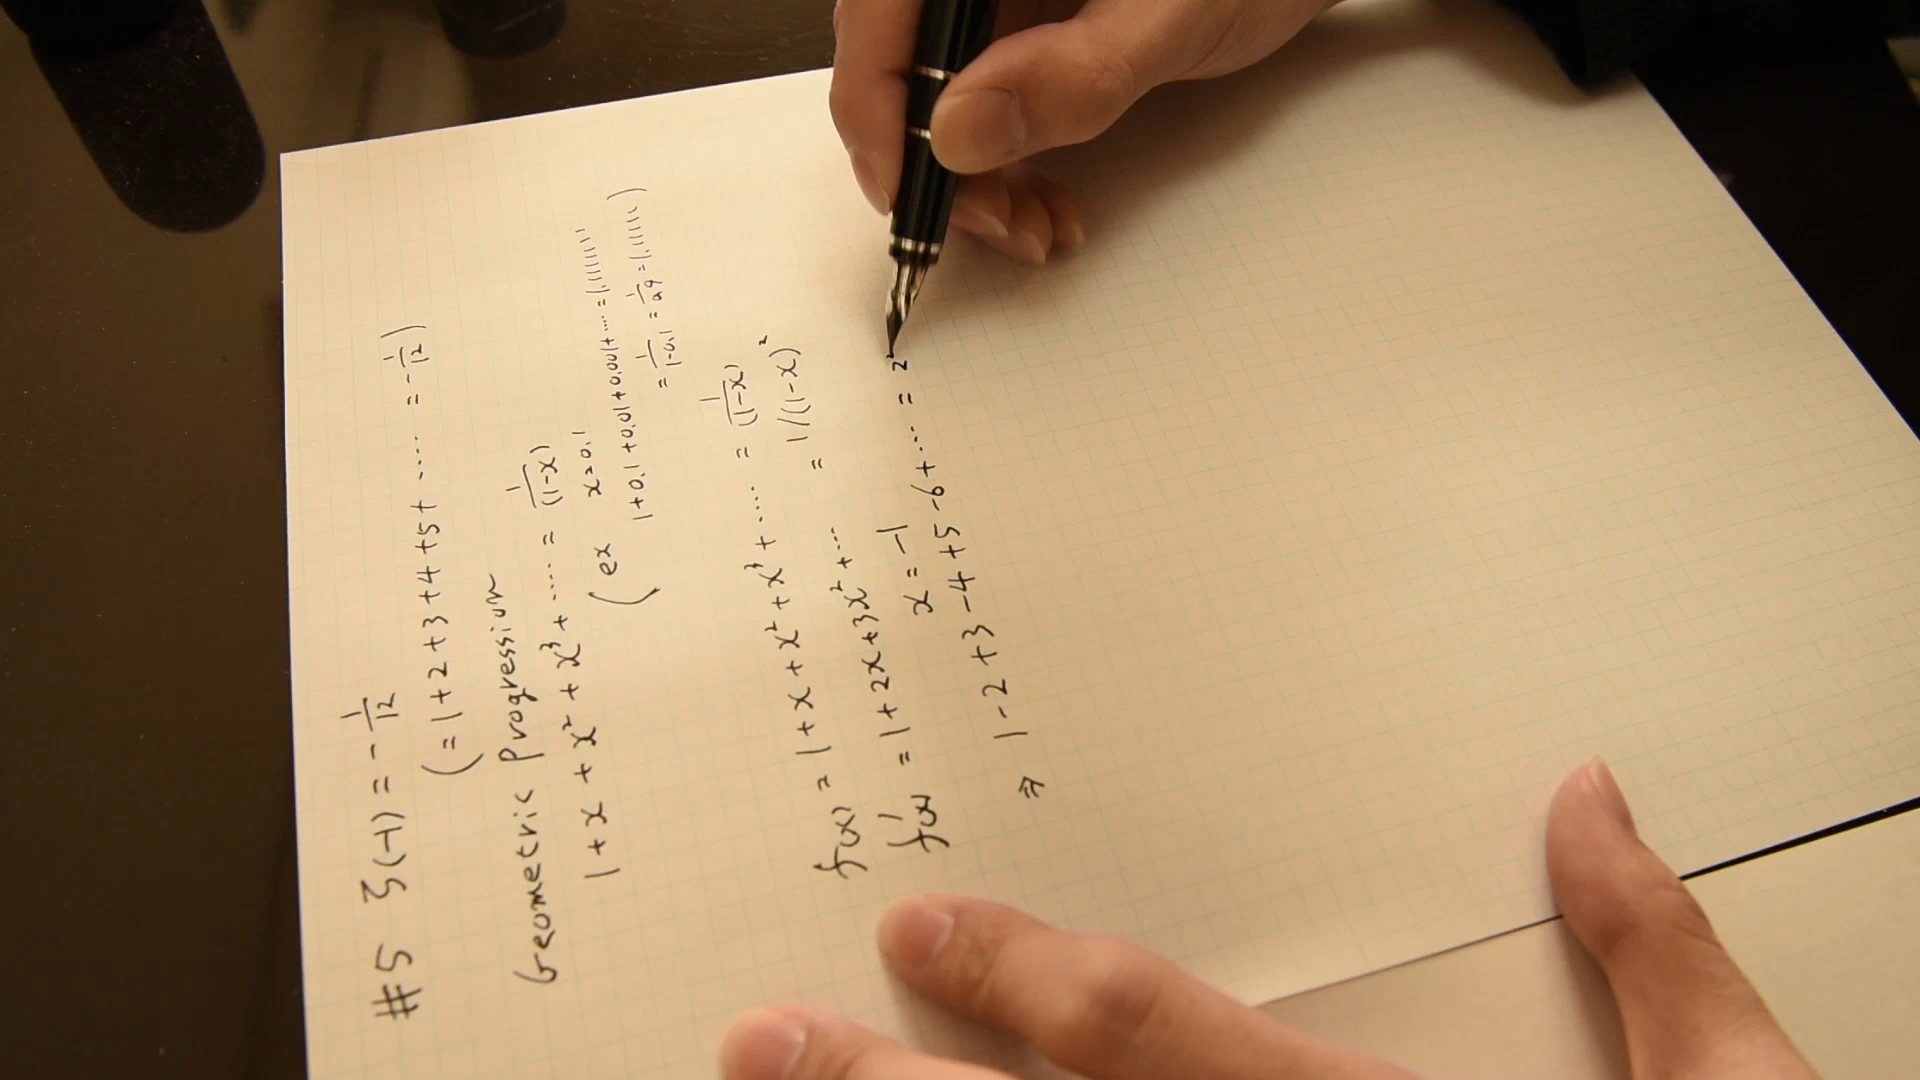 #5 ζ(-1) = -1/12
(= 1+2+3+4+5+ ..... = -1/12)
Geometric Progression
1+x+x²+x³+ .... = 1/(1-x)
(ex x=0.1
1+0.1+0.01+0.001+.... = 1.1111111
= 1/1-0.1 = 1/0.9 = 1.11111)
f(x) = 1+x+x²+x³+ .... = 1/(1-x)
f'(x) = 1+2x+3x²+... = 1/(1-x)²
x = -1
⇒ 1-2+3-4+5-6+... = 2